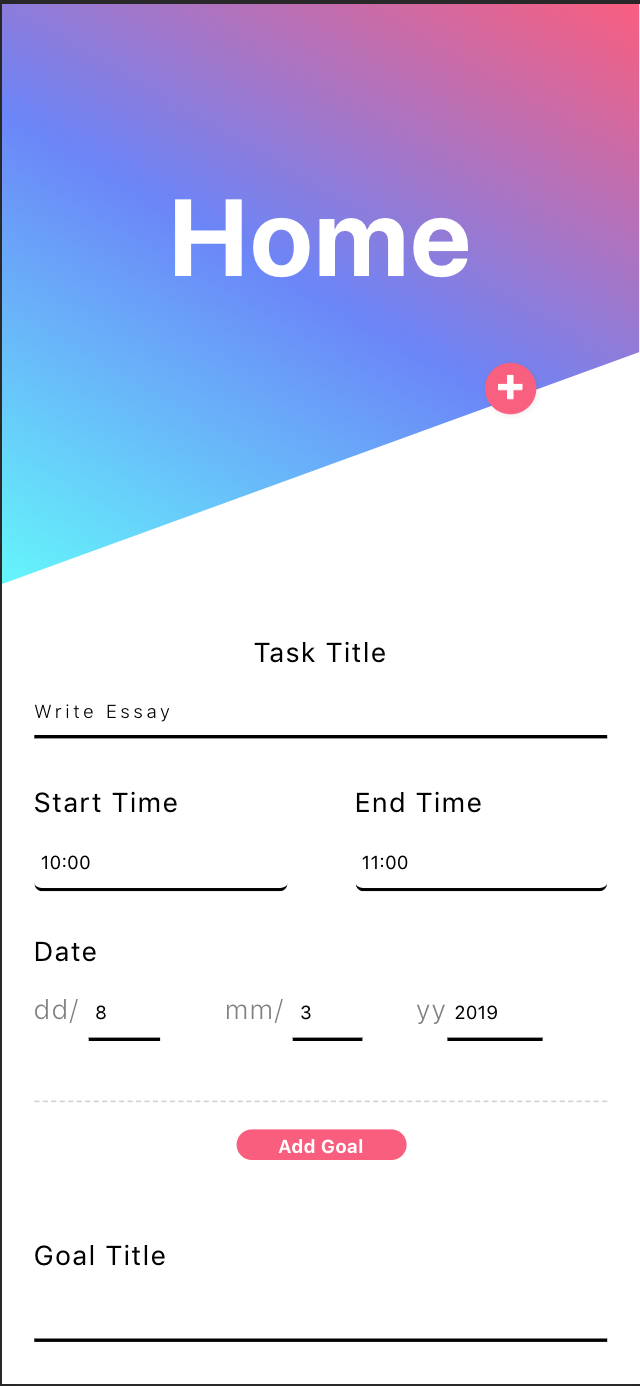 Home
Task Title
Write Essay
Start Time End Time
10:00 11:00
Date
dd/ 8 mm/ 3 yy 2019
Add Goal
Goal Title